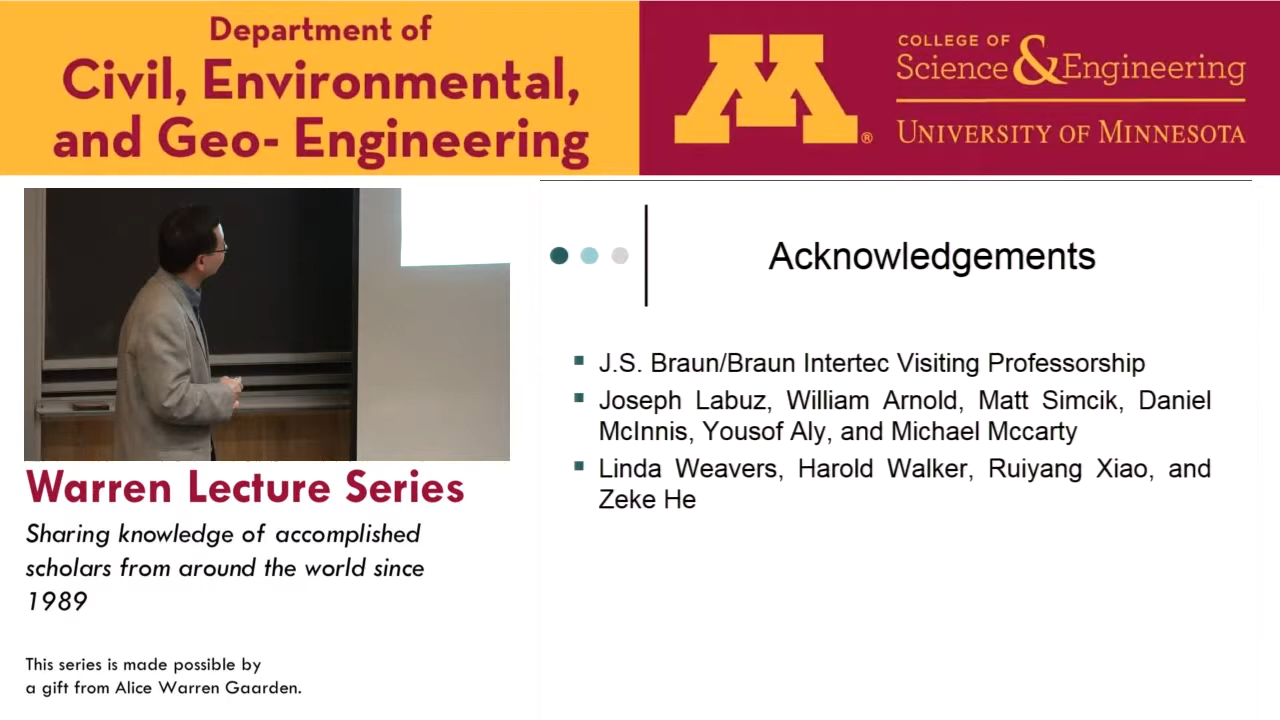 Department of
Civil, Environmental,
and Geo- Engineering
M®
COLLEGE OF
Science & Engineering
UNIVERSITY OF MINNESOTA
Acknowledgements
J.S. Braun/Braun Intertec Visiting Professorship
Joseph Labuz, William Arnold, Matt Simcik, Daniel
McInnis, Yousof Aly, and Michael Mccarty
Linda Weavers, Harold Walker, Ruiyang Xiao, and
Zeke He
Warren Lecture Series
Sharing knowledge of accomplished
scholars from around the world since
1989
This series is made possible by
a gift from Alice Warren Gaarden.